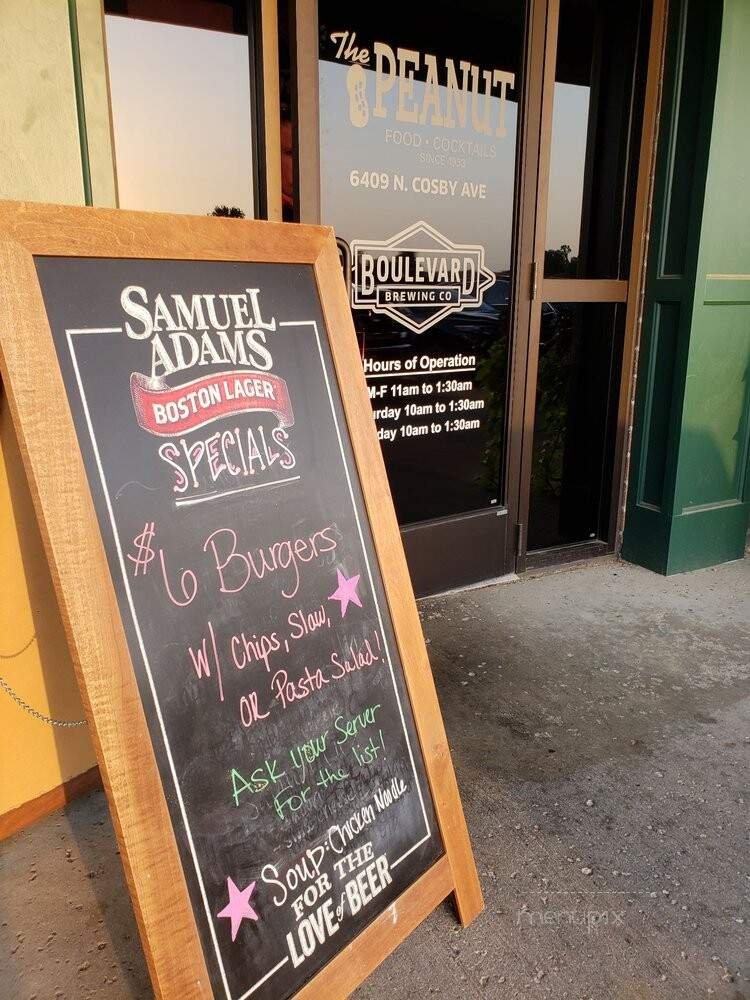 The
PEANUT
FOOD • COCKTAILS
SINCE 1933
6409 N. COSBY AVE
BOULEVARD
BREWING CO
Hours of Operation
M-F 11am to 1:30am
urday 10am to 1:30am
day 10am to 1:30am
SAMUEL
ADAMS
BOSTON LAGER
SPECIALS
$6 Burgers
W/ Chips, Slaw,
OR Pasta Salad!
Ask your Server
For the list!
Soup: Chicken Noodle
FOR THE
LOVE of BEER
menupix